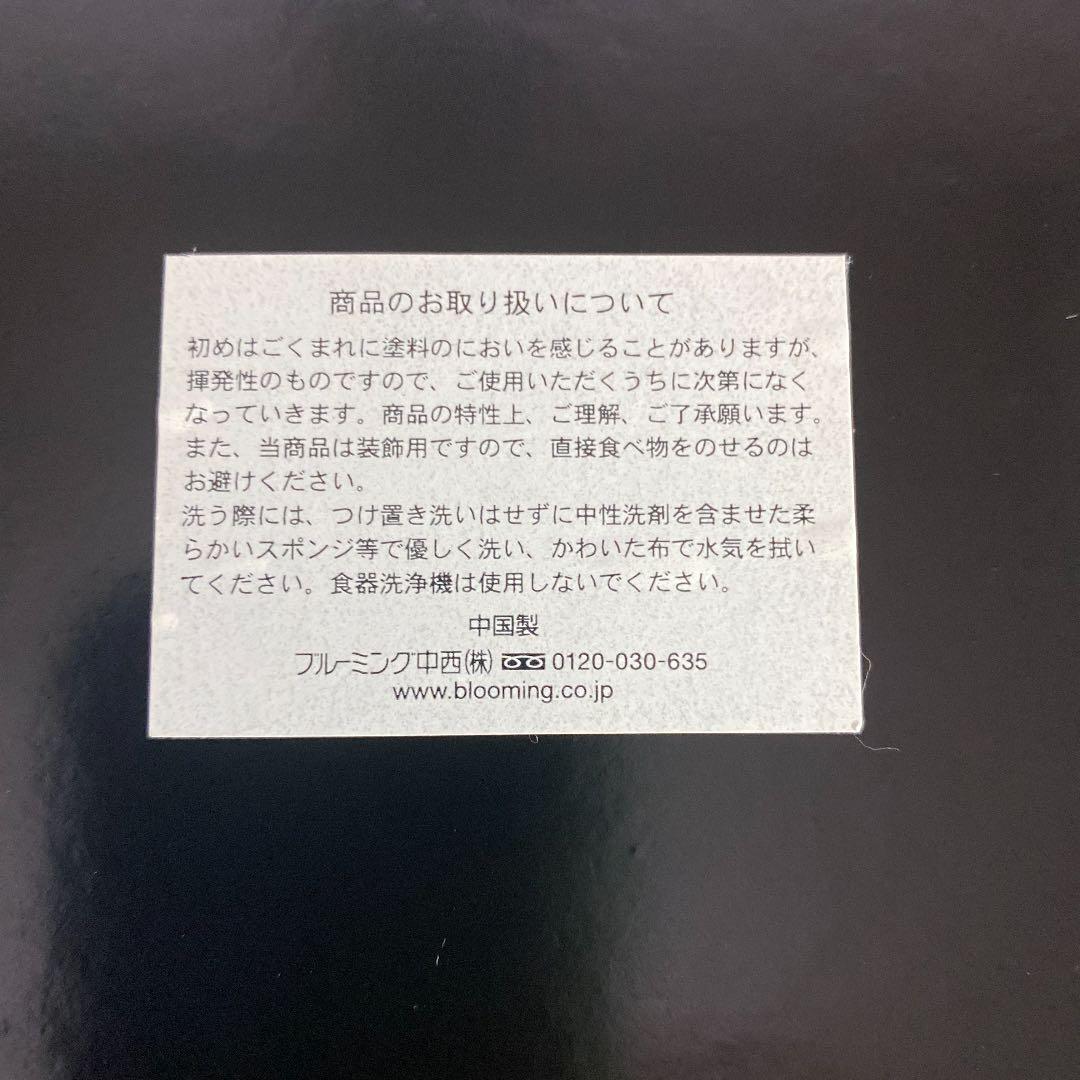 商品のお取り扱いについて
初めはごくまれに塗料のにおいを感じることがありますが、
揮発性のものですので、ご使用いただくうちに次第になく
なっていきます。商品の特性上、ご理解、ご了承願います。
また、当商品は装飾用ですので、直接食べ物をのせるのは
お避けください。
洗う際には、つけ置き洗いはせずに中性洗剤を含ませた柔
らかいスポンジ等で優しく洗い、かわいた布で水気を拭い
てください。食器洗浄機は使用しないでください。
中国製
ブルーミング中西㈱ 0120-030-635
www.blooming.co.jp